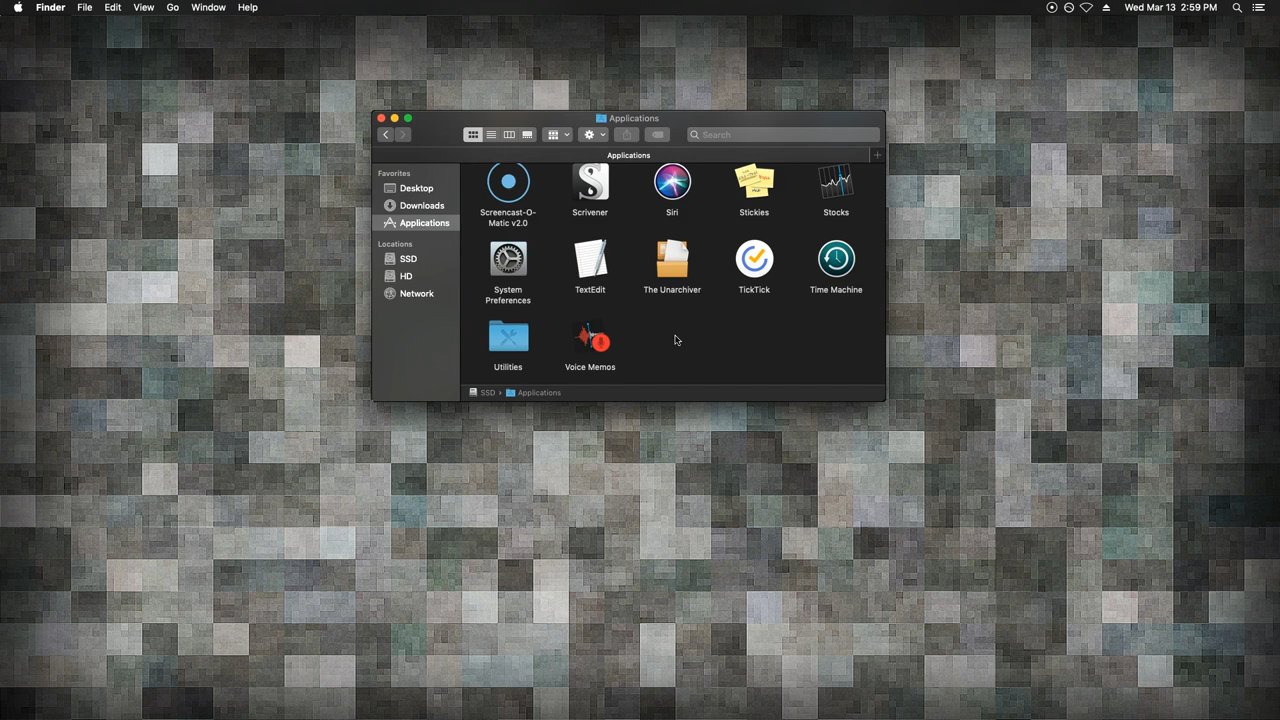 Finder File Edit View Go Window Help Wed Mar 13 2:59 PM
Applications
Search
Applications
Favorites
Desktop
Downloads
Applications
Locations
SSD
HD
Network
Screencast-O-
Matic v2.0
Scrivener
Siri
Stickies
Stocks
System
Preferences
TextEdit
The Unarchiver
TickTick
Time Machine
Utilities
Voice Memos
SSD › Applications